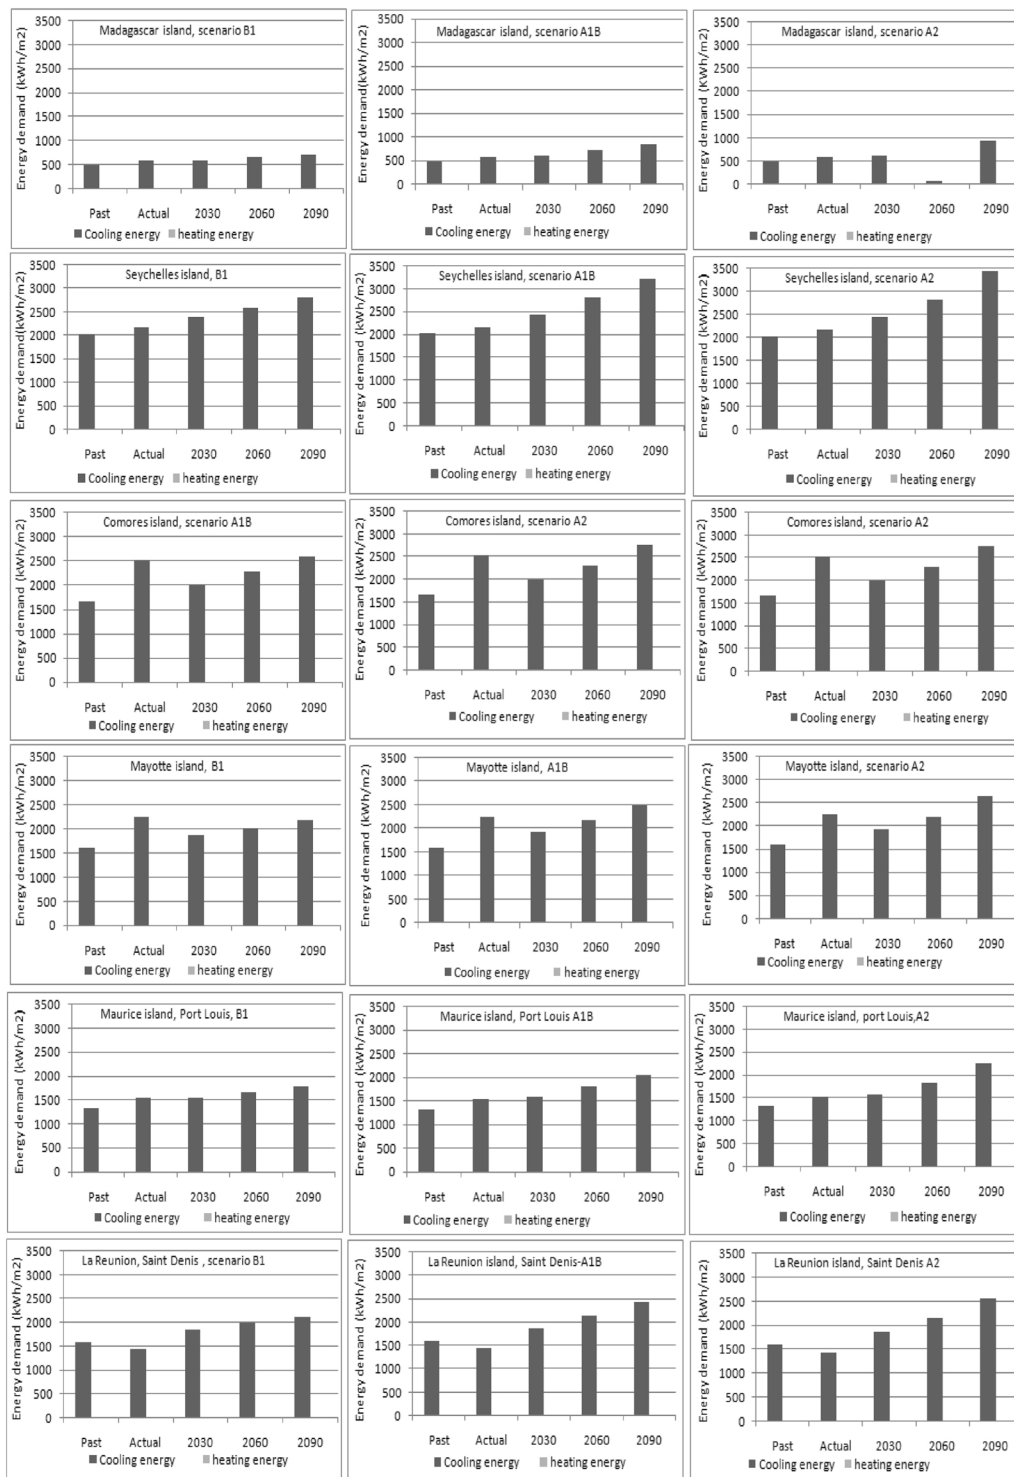 Madagascar island, scenario B1
Energy demand (kWh/m2)
3500
3000
2500
2000
1500
1000
500
0
Past Actual 2030 2060 2090
Cooling energy heating energy
Madagascar island, scenario A1B
Energy demand(kWh/m2)
3500
3000
2500
2000
1500
1000
500
0
Past Actual 2030 2060 2090
Cooling energy heating energy
Madagascar island, scenario A2
Energy demand (KWh/m2)
3500
3000
2500
2000
1500
1000
500
0
Past Actual 2030 2060 2090
Cooling energy heating energy
Seychelles island, B1
Energy demand(kWh/m2)
3500
3000
2500
2000
1500
1000
500
0
Past Actual 2030 2060 2090
Cooling energy heating energy
Seychelles island, scenario A1B
Energy demand (kWh/m2)
3500
3000
2500
2000
1500
1000
500
0
Past Actual 2030 2060 2090
Cooling energy heating energy
Seychelles island, scenario A2
Energy demand (kWh/m2)
3500
3000
2500
2000
1500
1000
500
0
Past Actual 2030 2060 2090
Cooling energy heating energy
Comores island, scenario A1B
Energy demand (kWh/m2)
3500
3000
2500
2000
1500
1000
500
0
Past Actual 2030 2060 2090
Cooling energy heating energy
Comores island, scenario A2
Energy demand (kWh/m2)
3500
3000
2500
2000
1500
1000
500
0
Past Actual 2030 2060 2090
Cooling energy heating energy
Comores island, scenario A2
Energy demand (kWh/m2)
3500
3000
2500
2000
1500
1000
500
0
Past Actual 2030 2060 2090
Cooling energy heating energy
Mayotte island, B1
Energy demand (kWh/m2)
3500
3000
2500
2000
1500
1000
500
0
Past Actual 2030 2060 2090
Cooling energy heating energy
Mayotte island, A1B
Energy demand (kWh/m2)
3500
3000
2500
2000
1500
1000
500
0
Past Actual 2030 2060 2090
Cooling energy heating energy
Mayotte island, scenario A2
Energy demand (kWh/m2)
3500
3000
2500
2000
1500
1000
500
0
Past Actual 2030 2060 2090
Cooling energy heating energy
Maurice island, Port Louis, B1
Energy demand (kWh/m2)
3500
3000
2500
2000
1500
1000
500
0
Past Actual 2030 2060 2090
Cooling energy heating energy
Maurice island, Port Louis A1B
Energy demand (kWh/m2)
3500
3000
2500
2000
1500
1000
500
0
Past Actual 2030 2060 2090
Cooling energy heating energy
Maurice island, port Louis,A2
Energy demand (kWh/m2)
3500
3000
2500
2000
1500
1000
500
0
Past Actual 2030 2060 2090
Cooling energy heating energy
La Reunion, Saint Denis , scenario B1
Energy demand (kWh/m2)
3500
3000
2500
2000
1500
1000
500
0
Past Actual 2030 2060 2090
Cooling energy heating energy
La Reunion island, Saint Denis-A1B
Energy demand (kWh/m2)
3500
3000
2500
2000
1500
1000
500
0
Past Actual 2030 2060 2090
Cooling energy heating energy
La Reunion island, Saint Denis A2
Energy demand (kWh/m2)
3500
3000
2500
2000
1500
1000
500
0
Past Actual 2030 2060 2090
Cooling energy heating energy